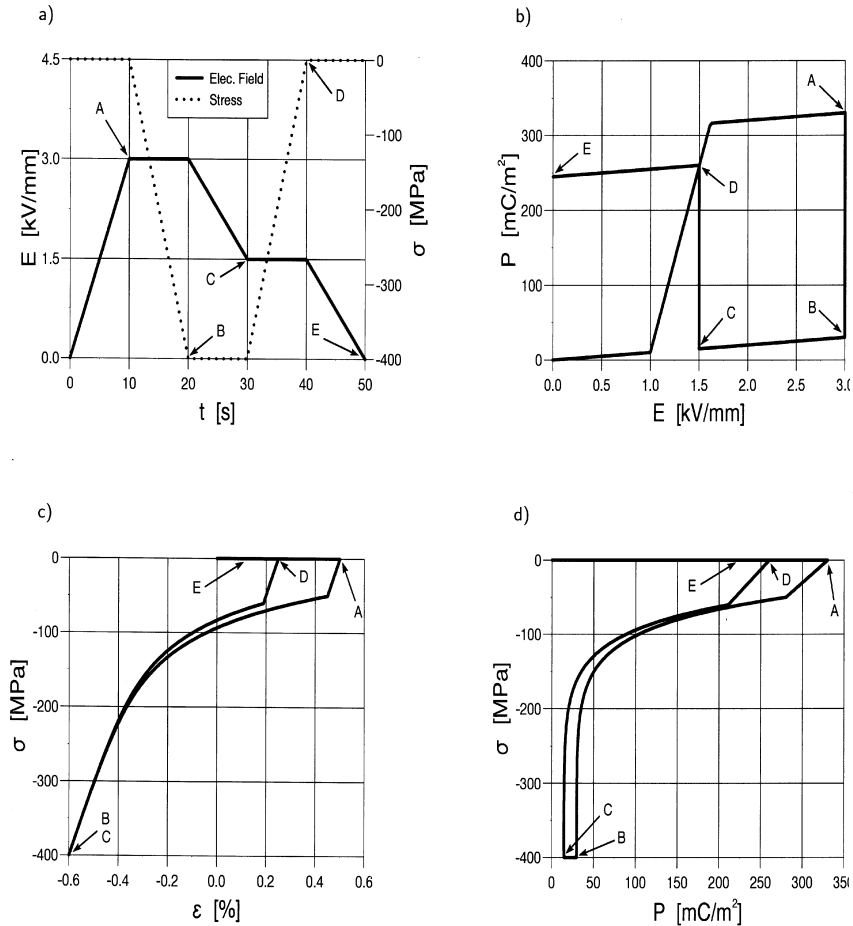 a)
4.5
3.0
1.5
0.0
E [kV/mm]
0
10
20
30
40
50
t [s]
0
-100
-200
-300
-400
σ [MPa]
Elec. Field
Stress
A
B
C
D
E
b)
400
300
200
100
0
P [mC/m²]
0.0
0.5
1.0
1.5
2.0
2.5
3.0
E [kV/mm]
A
E
D
C
B
c)
0
-100
-200
-300
-400
σ [MPa]
-0.6
-0.4
-0.2
0.0
0.2
0.4
0.6
ε [%]
E
D
A
B
C
d)
0
-100
-200
-300
-400
σ [MPa]
0
50
100
150
200
250
300
350
P [mC/m²]
E
D
A
C
B